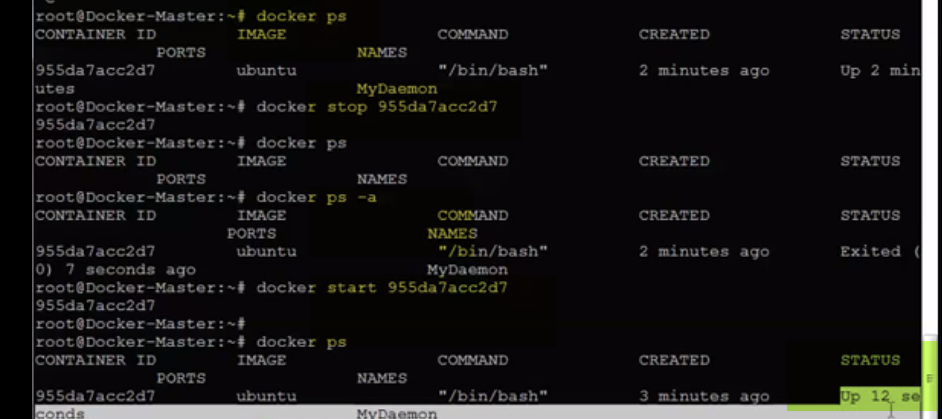 root@Docker-Master:~# docker ps
CONTAINER ID IMAGE COMMAND CREATED STATUS
PORTS NAMES
955da7acc2d7 ubuntu "/bin/bash" 2 minutes ago Up 2 min
utes MyDaemon
root@Docker-Master:~# docker stop 955da7acc2d7
955da7acc2d7
root@Docker-Master:~# docker ps
CONTAINER ID IMAGE COMMAND CREATED STATUS
PORTS NAMES
root@Docker-Master:~# docker ps -a
CONTAINER ID IMAGE COMMAND CREATED STATUS
PORTS NAMES
955da7acc2d7 ubuntu "/bin/bash" 2 minutes ago Exited (
0) 7 seconds ago MyDaemon
root@Docker-Master:~# docker start 955da7acc2d7
955da7acc2d7
root@Docker-Master:~#
root@Docker-Master:~# docker ps
CONTAINER ID IMAGE COMMAND CREATED STATUS
PORTS NAMES
955da7acc2d7 ubuntu "/bin/bash" 3 minutes ago Up 12 se
conds MyDaemon